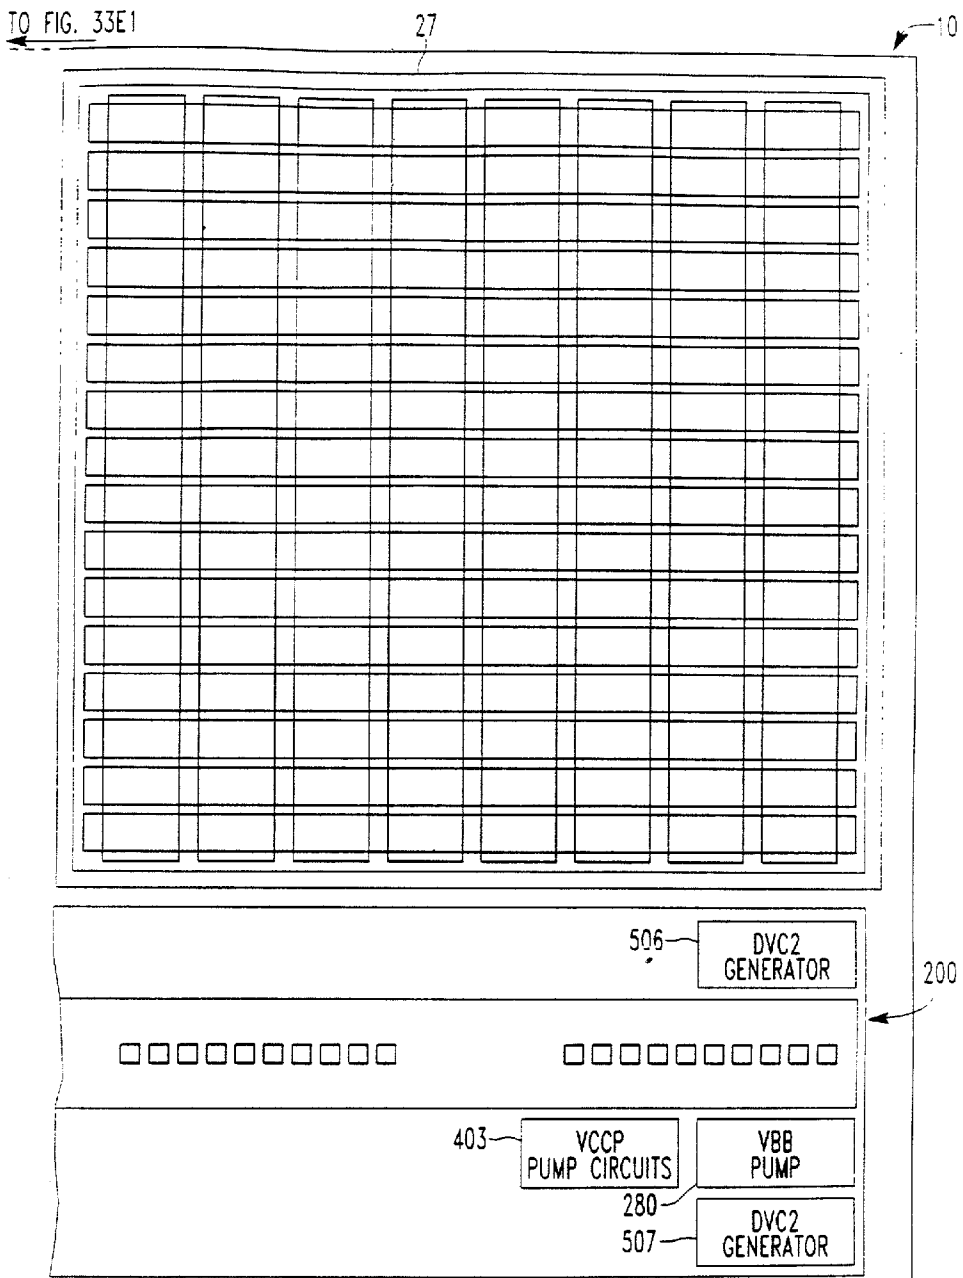 TO FIG. 33E1
27
10
506
DVC2
GENERATOR
200
403
VCCP
PUMP CIRCUITS
VBB
PUMP
280
507
DVC2
GENERATOR